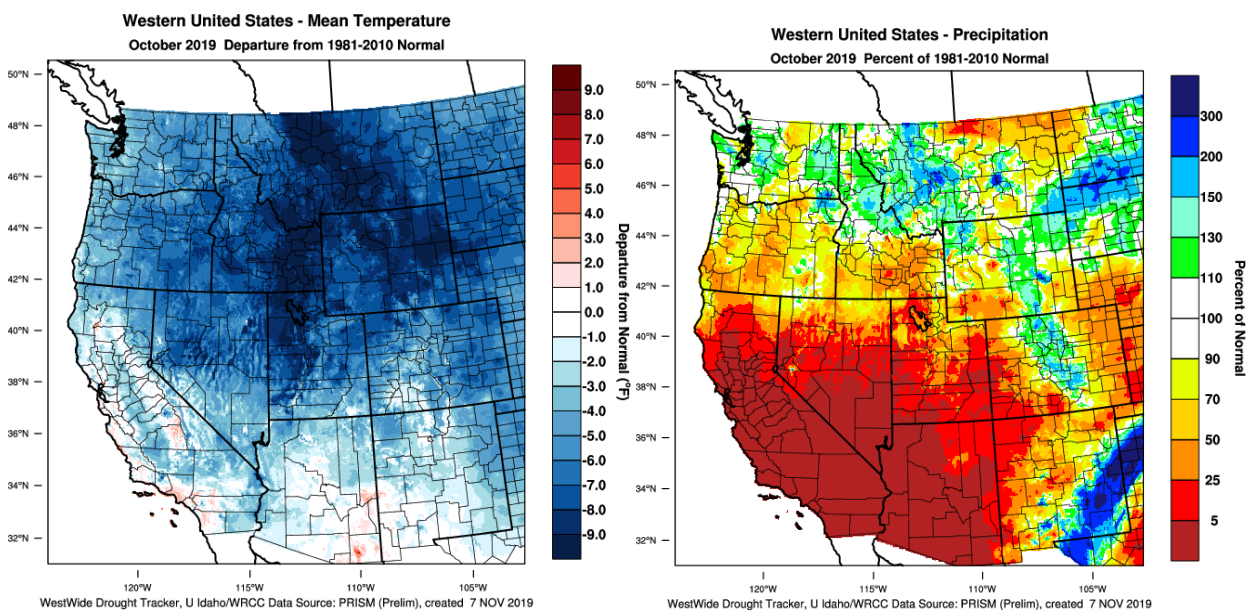 Western United States - Mean Temperature
October 2019 Departure from 1981-2010 Normal
50°N
48°N
46°N
44°N
42°N
40°N
38°N
36°N
34°N
32°N
120°W
115°W
110°W
105°W
9.0
8.0
7.0
6.0
5.0
4.0
3.0
2.0
1.0
0.0
-0.0
-1.0
-2.0
-3.0
-4.0
-5.0
-6.0
-7.0
-8.0
-9.0
Departure from Normal (°F)
WestWide Drought Tracker, U Idaho/WRCC Data Source: PRISM (Prelim), created 7 NOV 2019
Western United States - Precipitation
October 2019 Percent of 1981-2010 Normal
50°N
48°N
46°N
44°N
42°N
40°N
38°N
36°N
34°N
32°N
120°W
115°W
110°W
105°W
300
200
150
130
110
100
90
70
50
25
5
Percent of Normal
WestWide Drought Tracker, U Idaho/WRCC Data Source: PRISM (Prelim), created 7 NOV 2019